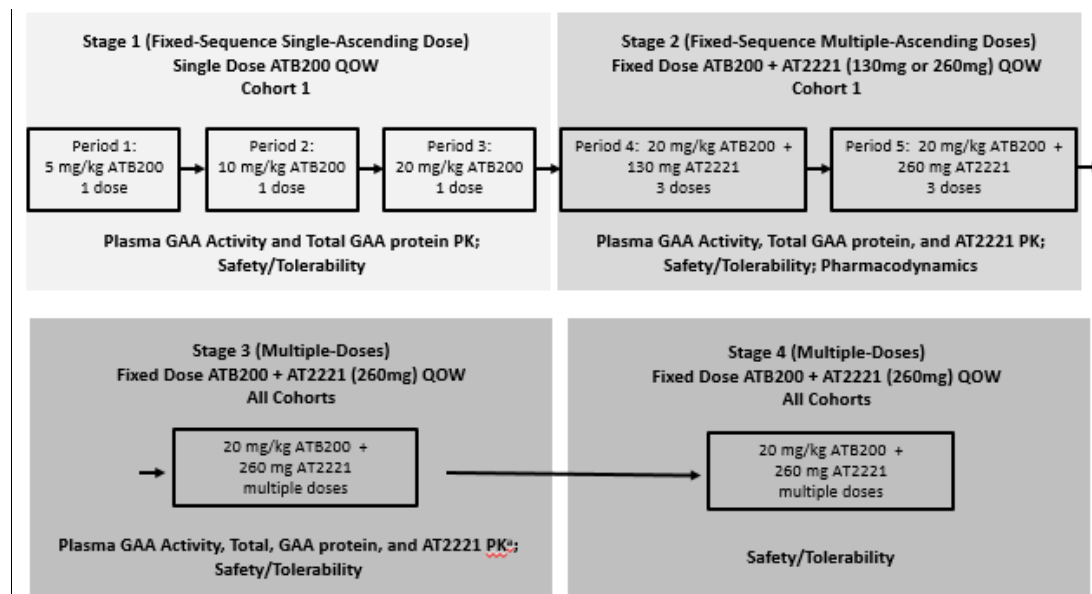 Stage 1 (Fixed-Sequence Single-Ascending Dose)
Single Dose ATB200 QOW
Cohort 1
Period 1:
5 mg/kg ATB200
1 dose
Period 2:
10 mg/kg ATB200
1 dose
Period 3:
20 mg/kg ATB200
1 dose
Plasma GAA Activity and Total GAA protein PK;
Safety/Tolerability
Stage 2 (Fixed-Sequence Multiple-Ascending Doses)
Fixed Dose ATB200 + AT2221 (130mg or 260mg) QOW
Cohort 1
Period 4: 20 mg/kg ATB200 +
130 mg AT2221
3 doses
Period 5: 20 mg/kg ATB200 +
260 mg AT2221
3 doses
Plasma GAA Activity, Total GAA protein, and AT2221 PK;
Safety/Tolerability; Pharmacodynamics
Stage 3 (Multiple-Doses)
Fixed Dose ATB200 + AT2221 (260mg) QOW
All Cohorts
20 mg/kg ATB200 +
260 mg AT2221
multiple doses
Plasma GAA Activity, Total, GAA protein, and AT2221 PKª;
Safety/Tolerability
Stage 4 (Multiple-Doses)
Fixed Dose ATB200 + AT2221 (260mg) QOW
All Cohorts
20 mg/kg ATB200 +
260 mg AT2221
multiple doses
Safety/Tolerability